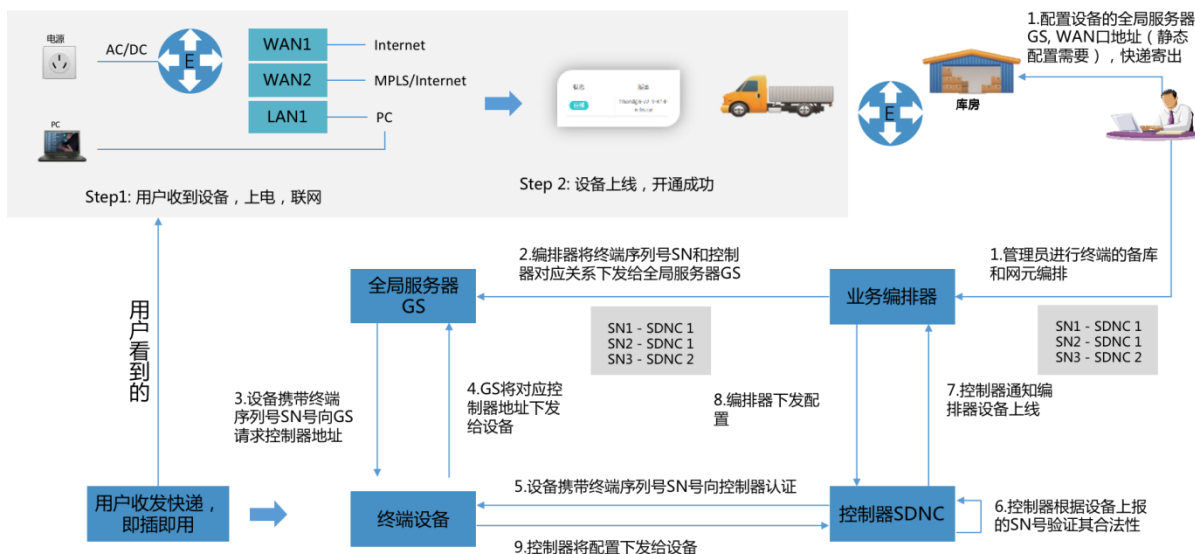 电源
AC/DC
E
WAN1
Internet
WAN2
MPLS/Internet
LAN1
PC
PC
Step1: 用户收到设备，上电，联网
状态
版本
Step 2: 设备上线，开通成功
E
库房
1.配置设备的全局服务器
GS, WAN口地址（静态
配置需要），快递寄出
用户看到的
2.编排器将终端序列号SN和控制
器对应关系下发给全局服务器GS
1.管理员进行终端的备库
和网元编排
全局服务器
GS
业务编排器
SN1 - SDNC 1
SN2 - SDNC 1
SN3 - SDNC 2
SN1 - SDNC 1
SN2 - SDNC 1
SN3 - SDNC 2
3.设备携带终端
序列号SN号向GS
请求控制器地址
4.GS将对应控
制器地址下发
给设备
8.编排器下发配
置
7.控制器通知编
排器设备上线
用户收发快递，
即插即用
终端设备
5.设备携带终端序列号SN号向控制器认证
9.控制器将配置下发给设备
控制器SDNC
6.控制器根据设备上报
的SN号验证其合法性